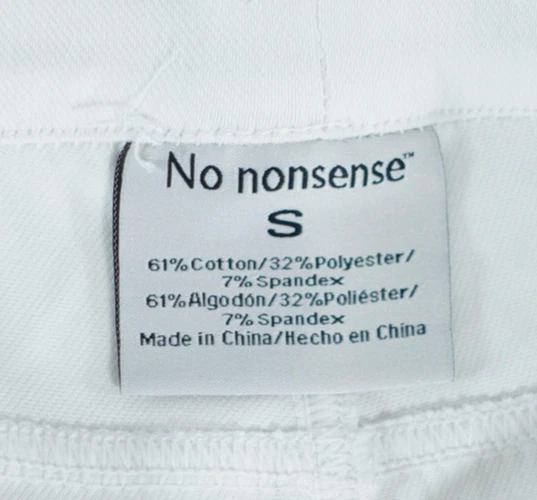 No nonsense™
S
61% Cotton/32% Polyester/
7% Spandex
61% Algodón/32% Poliéster/
7% Spandex
Made in China/Hecho en China